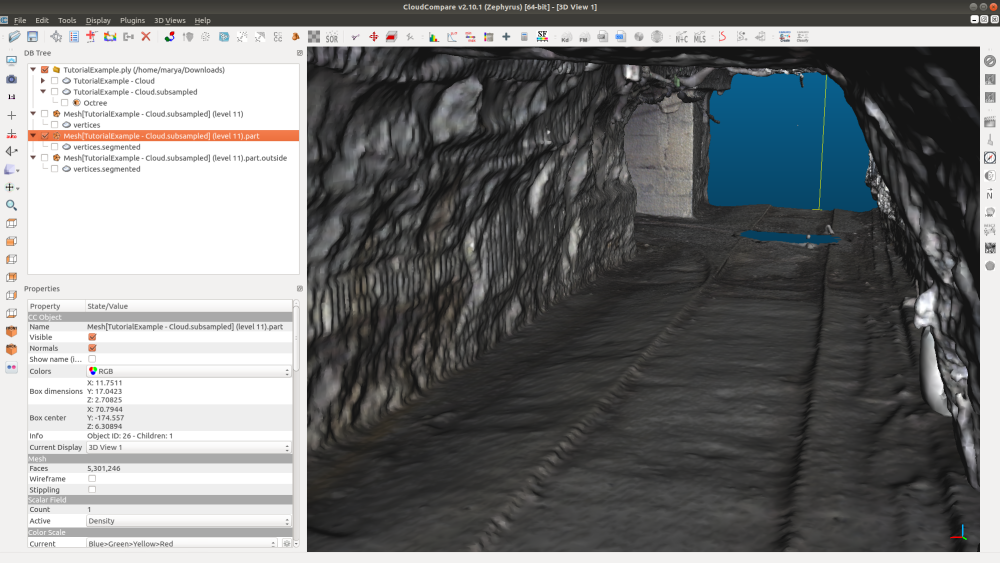 CloudCompare v2.10.1 (Zephyrus) [64-bit] - [3D View 1]
File Edit Tools Display Plugins 3D Views Help
SOR SF Kd FM N+C MLS
DB Tree
TutorialExample.ply (/home/marya/Downloads)
TutorialExample - Cloud
TutorialExample - Cloud.subsampled
Octree
Mesh[TutorialExample - Cloud.subsampled] (level 11)
vertices
Mesh[TutorialExample - Cloud.subsampled] (level 11).part
vertices.segmented
Mesh[TutorialExample - Cloud.subsampled] (level 11).part.outside
vertices.segmented
1:1
N
Properties
Property State/Value
CC Object
Name Mesh[TutorialExample - Cloud.subsampled] (level 11).part
Visible
Normals
Show name (i...
Colors RGB
Box dimensions X: 11.7511
Y: 17.0423
Z: 2.70825
Box center X: 70.7944
Y: -174.557
Z: 6.30894
Info Object ID: 26 - Children: 1
Current Display 3D View 1
Mesh
Faces 5,301,246
Wireframe
Stippling
Scalar Field
Count 1
Active Density
Color Scale
Current Blue>Green>Yellow>Red